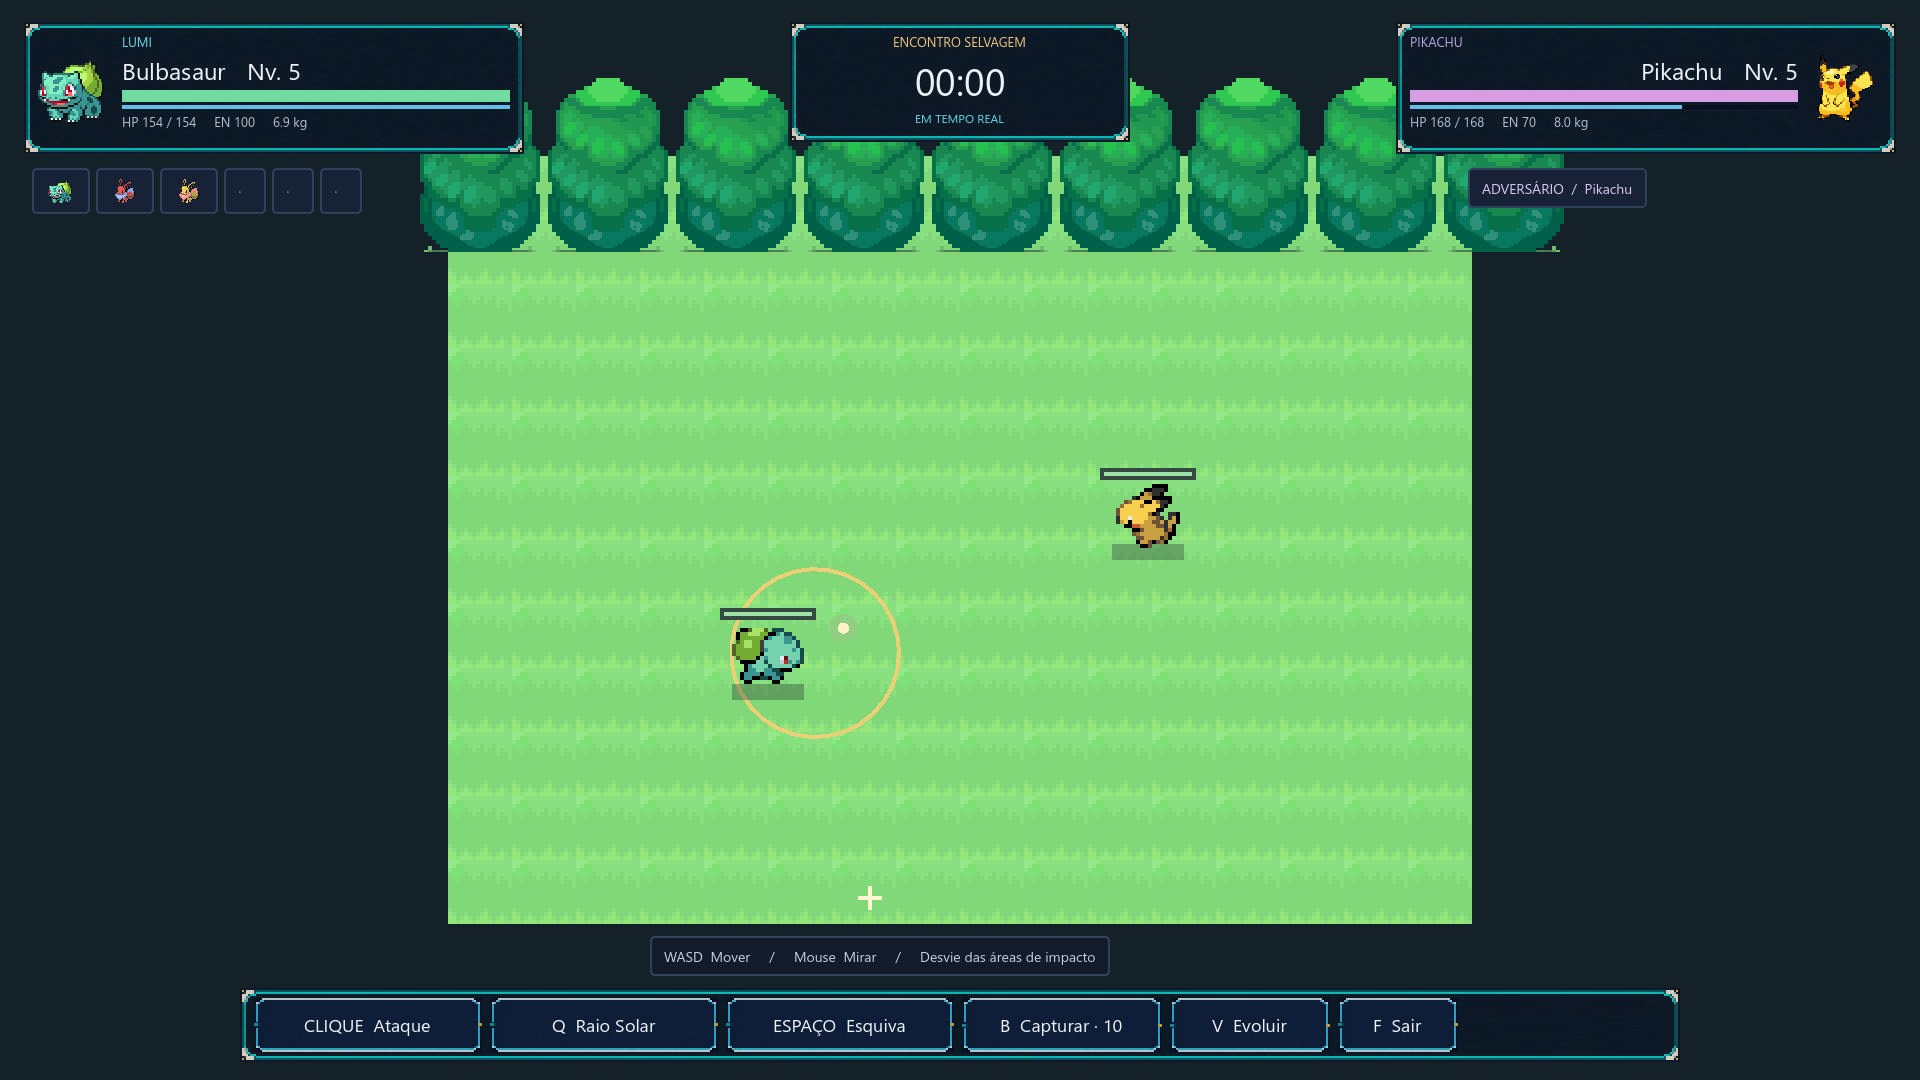 LUMI
Bulbasaur Nv. 5
HP 154 / 154 EN 100 6.9 kg
ENCONTRO SELVAGEM
00:00
EM TEMPO REAL
PIKACHU
Pikachu Nv. 5
HP 168 / 168 EN 70 8.0 kg
ADVERSÁRIO / Pikachu
WASD Mover / Mouse Mirar / Desvie das áreas de impacto
CLIQUE Ataque
Q Raio Solar
ESPAÇO Esquiva
B Capturar · 10
V Evoluir
F Sair